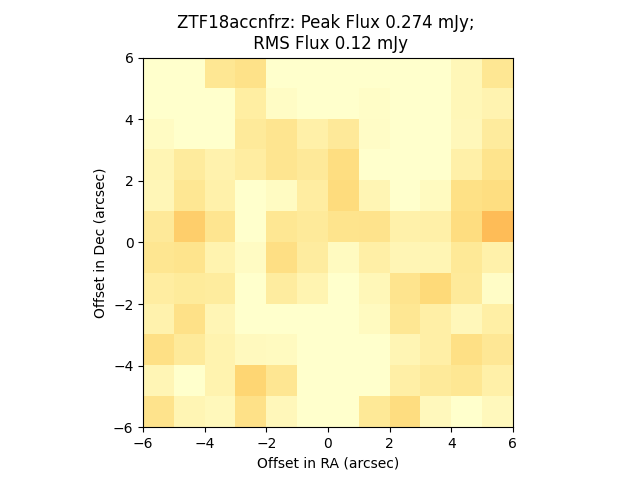 ZTF18accnfrz: Peak Flux 0.274 mJy;
RMS Flux 0.12 mJy
6
4
2
0
−2
−4
−6
Offset in Dec (arcsec)
−6 −4 −2 0 2 4 6
Offset in RA (arcsec)